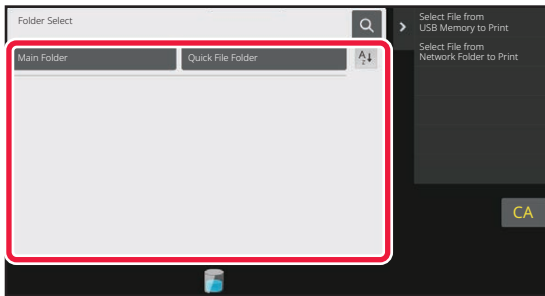 Folder Select
Main Folder
Quick File Folder
A
Z
Select File from
USB Memory to Print
Select File from
Network Folder to Print
CA